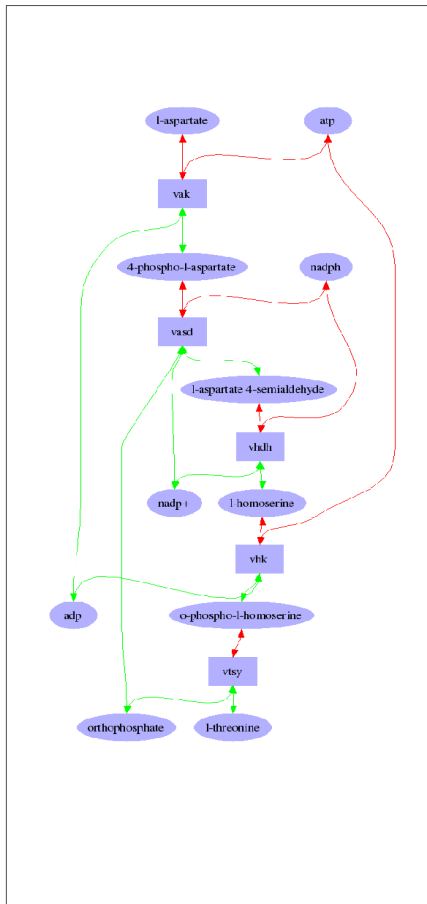 l-aspartate
atp
vak
4-phospho-l-aspartate
nadph
vasd
l-aspartate 4-semialdehyde
vhdh
nadp+
l-homoserine
vhk
adp
o-phospho-l-homoserine
vtsy
orthophosphate
l-threonine